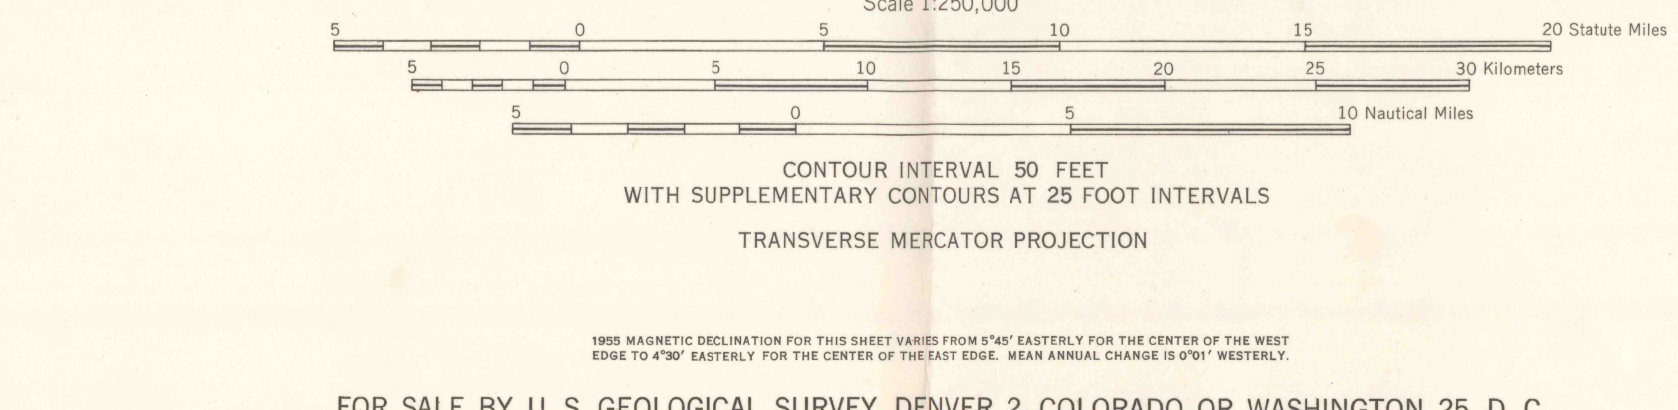 Scale 1:250,000
5 0 5 10 15 20 Statute Miles
5 0 5 10 15 20 25 30 Kilometers
5 0 5 10 Nautical Miles
CONTOUR INTERVAL 50 FEET
WITH SUPPLEMENTARY CONTOURS AT 25 FOOT INTERVALS
TRANSVERSE MERCATOR PROJECTION
1955 MAGNETIC DECLINATION FOR THIS SHEET VARIES FROM 5°45′ EASTERLY FOR THE CENTER OF THE WEST
EDGE TO 4°30′ EASTERLY FOR THE CENTER OF THE EAST EDGE. MEAN ANNUAL CHANGE IS 0°01′ WESTERLY.
FOR SALE BY U. S. GEOLOGICAL SURVEY, DENVER 2, COLORADO OR WASHINGTON 25, D. C.